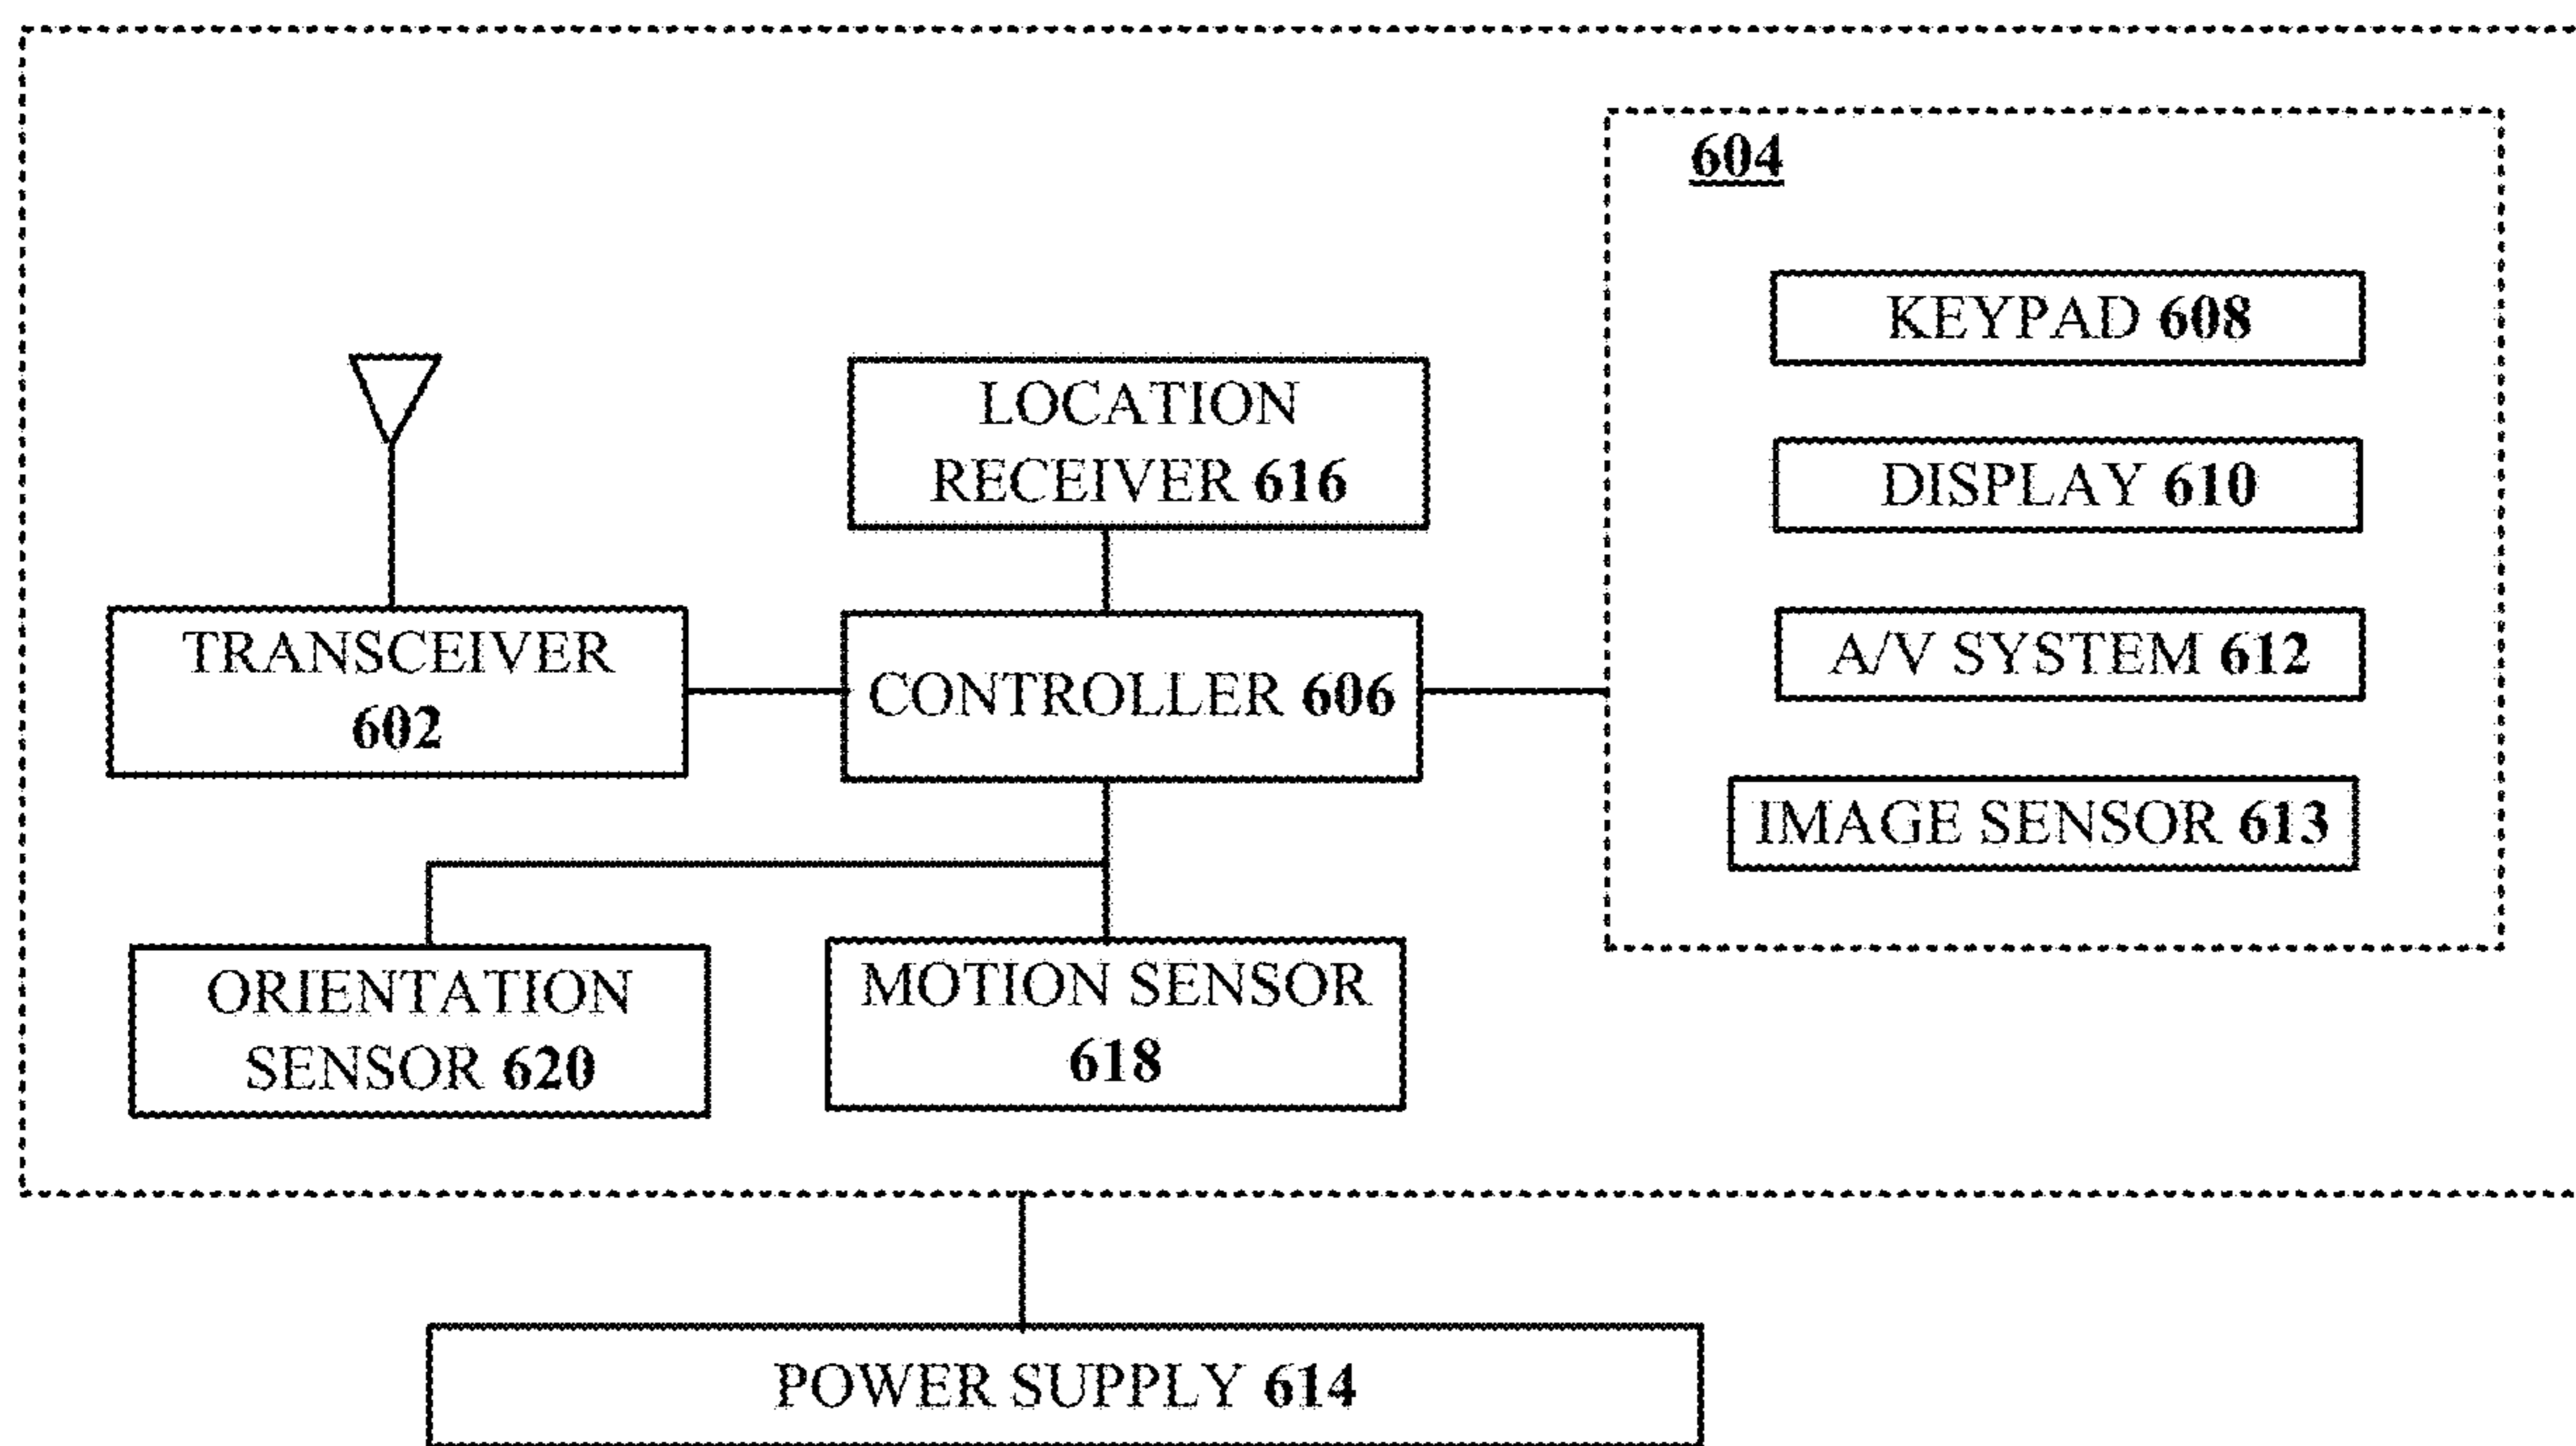 604
KEYPAD 608
LOCATION
RECEIVER 616
DISPLAY 610
TRANSCEIVER
602
CONTROLLER 606
A/V SYSTEM 612
IMAGE SENSOR 613
ORIENTATION
SENSOR 620
MOTION SENSOR
618
POWER SUPPLY 614